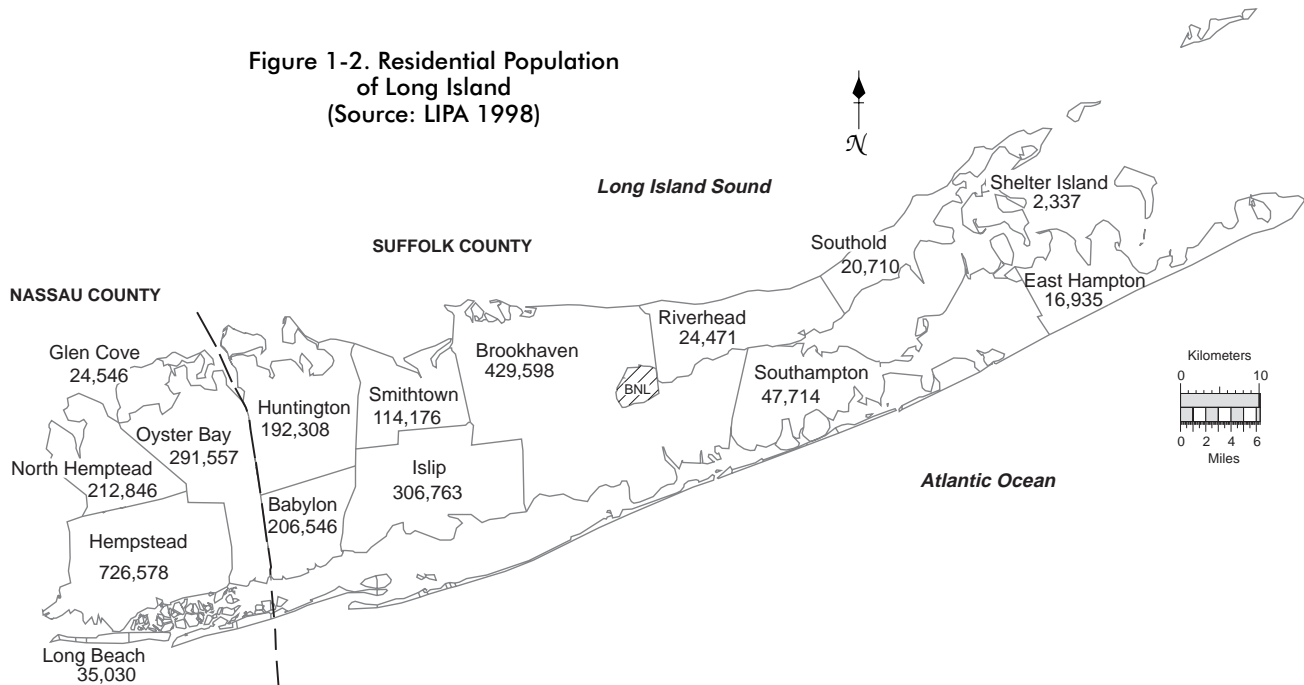 Figure 1-2. Residential Population
of Long Island
(Source: LIPA 1998)
N
Long Island Sound
Shelter Island
2,337
SUFFOLK COUNTY
Southold
20,710
East Hampton
16,935
NASSAU COUNTY
Riverhead
24,471
Glen Cove
24,546
Brookhaven
429,598
BNL
Southampton
47,714
Kilometers
0 10
0 2 4 6
Miles
Huntington
192,308
Smithtown
114,176
Oyster Bay
291,557
North Hemptead
212,846
Islip
306,763
Atlantic Ocean
Babylon
206,546
Hempstead
726,578
Long Beach
35,030